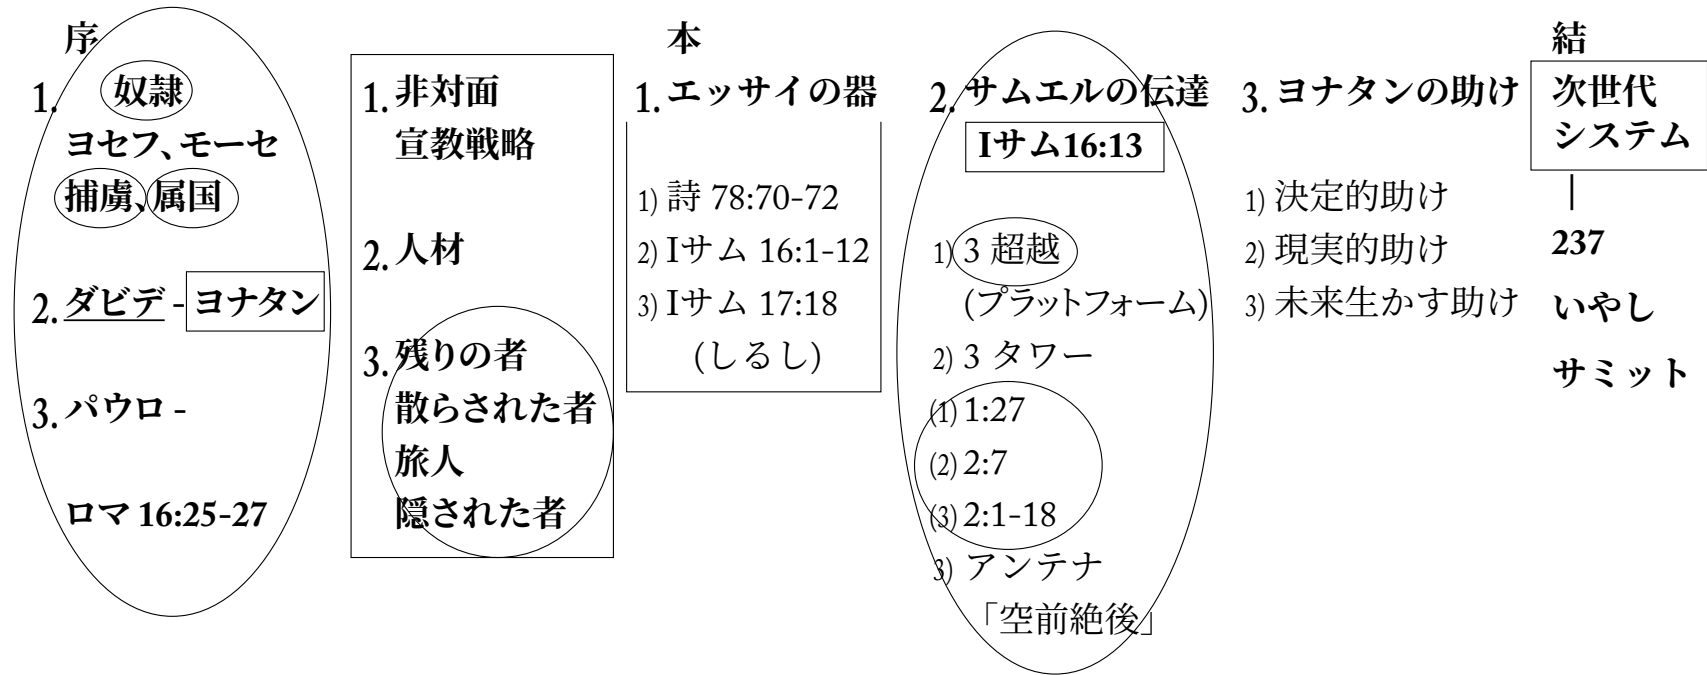 序
1. 奴隷
ヨセフ、モーセ
捕虜、属国
2. ダビデ - ヨナタン
3. パウロ -
ロマ 16:25-27
1. 非対面
宣教戦略
2. 人材
3. 残りの者
散らされた者
旅人
隠された者
本
1. エッサイの器
1) 詩 78:70-72
2) Iサム 16:1-12
3) Iサム 17:18
(しるし)
2. サムエルの伝達
Iサム16:13
1) 3 超越
(プラットフォーム)
2) 3 タワー
(1) 1:27
(2) 2:7
(3) 2:1-18
3) アンテナ
「空前絶後」
3. ヨナタンの助け
1) 決定的助け
2) 現実的助け
3) 未来生かす助け
結
次世代
システム
237
いやし
サミット